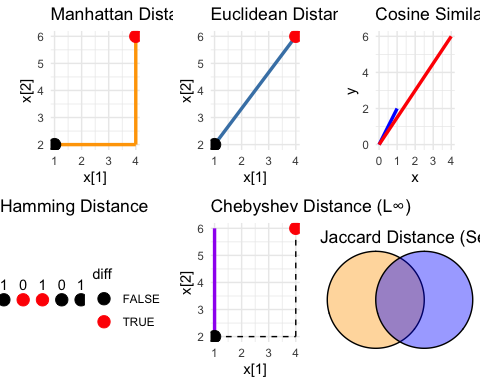 Manhattan Dista
Euclidean Distan
Cosine Simila
6
5
4
3
2
x[2]
1 2 3 4
x[1]
6
5
4
3
2
x[2]
1 2 3 4
x[1]
6
4
2
0
y
0 1 2 3 4
x
Hamming Distance
1 0 1 0 1
diff
FALSE
TRUE
Chebyshev Distance (L∞)
6
5
4
3
2
x[2]
1 2 3 4
x[1]
Jaccard Distance (Se